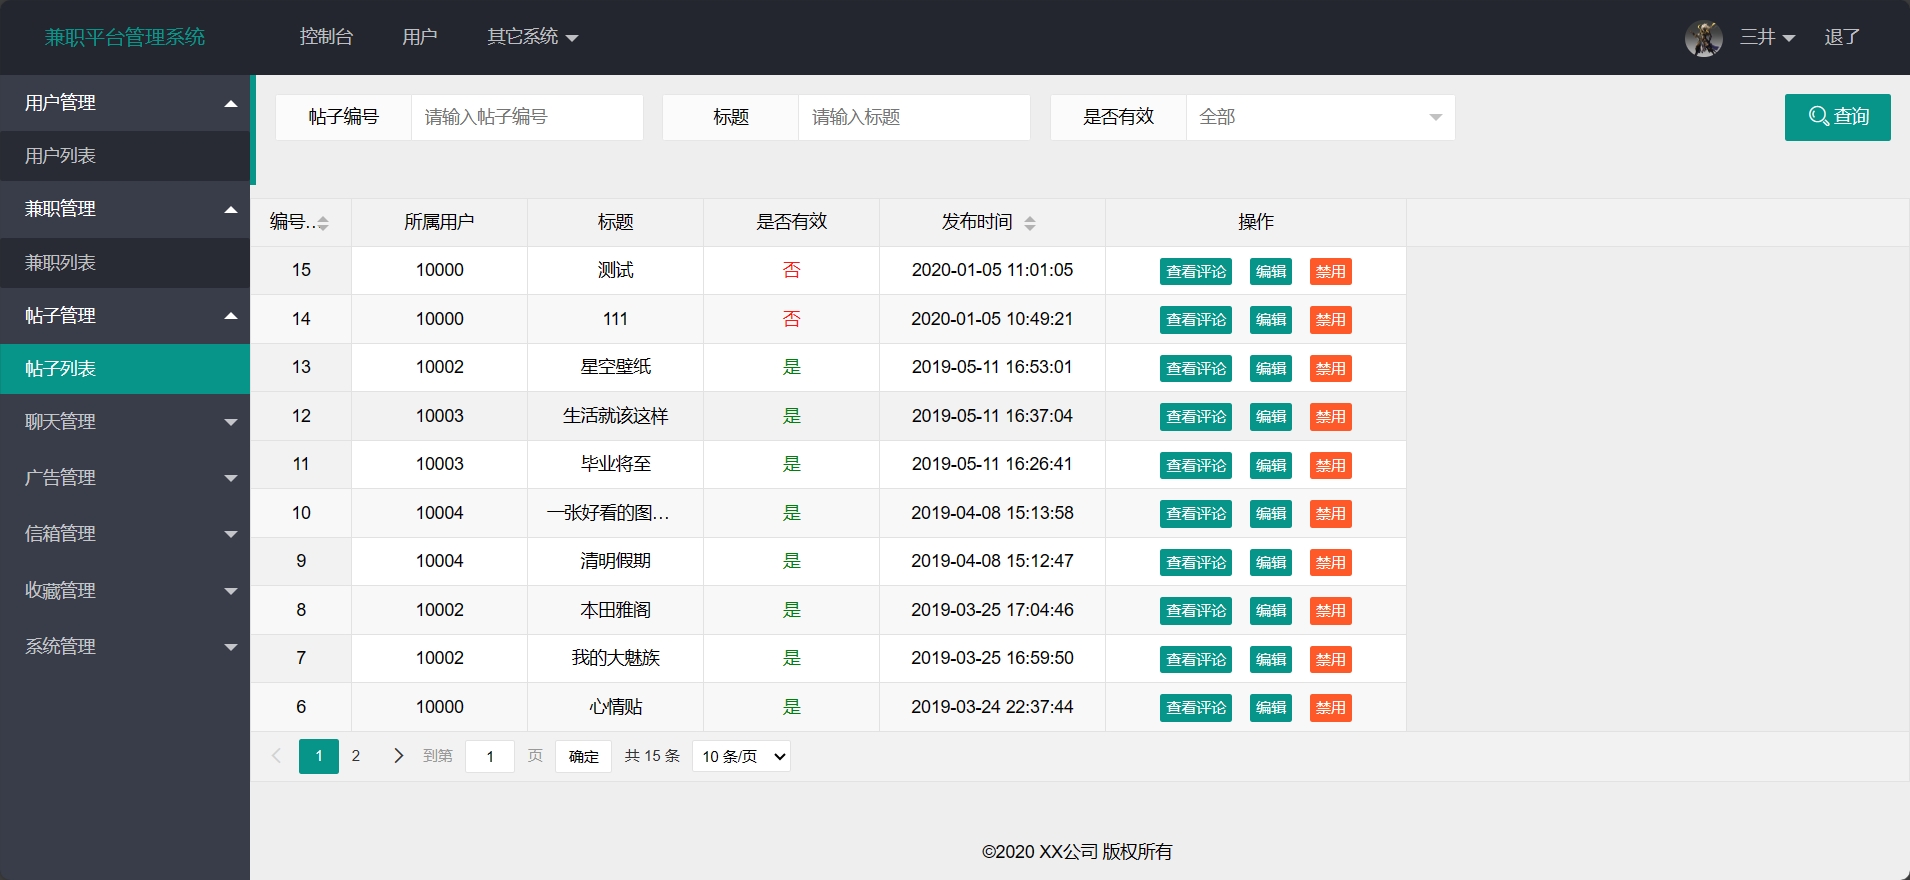 兼职平台管理系统 控制台 用户 其它系统 三井 退了
用户管理
用户列表
兼职管理
兼职列表
帖子管理
帖子列表
聊天管理
广告管理
信箱管理
收藏管理
系统管理
帖子编号 请输入帖子编号 标题 请输入标题 是否有效 全部 查询
编号... 所属用户 标题 是否有效 发布时间 操作
15 10000 测试 否 2020-01-05 11:01:05 查看评论 编辑 禁用
14 10000 111 否 2020-01-05 10:49:21 查看评论 编辑 禁用
13 10002 星空壁纸 是 2019-05-11 16:53:01 查看评论 编辑 禁用
12 10003 生活就该这样 是 2019-05-11 16:37:04 查看评论 编辑 禁用
11 10003 毕业将至 是 2019-05-11 16:26:41 查看评论 编辑 禁用
10 10004 一张好看的图... 是 2019-04-08 15:13:58 查看评论 编辑 禁用
9 10004 清明假期 是 2019-04-08 15:12:47 查看评论 编辑 禁用
8 10002 本田雅阁 是 2019-03-25 17:04:46 查看评论 编辑 禁用
7 10002 我的大魅族 是 2019-03-25 16:59:50 查看评论 编辑 禁用
6 10000 心情贴 是 2019-03-24 22:37:44 查看评论 编辑 禁用
1 2 到第 1 页 确定 共 15 条 10 条/页
©2020 XX公司 版权所有